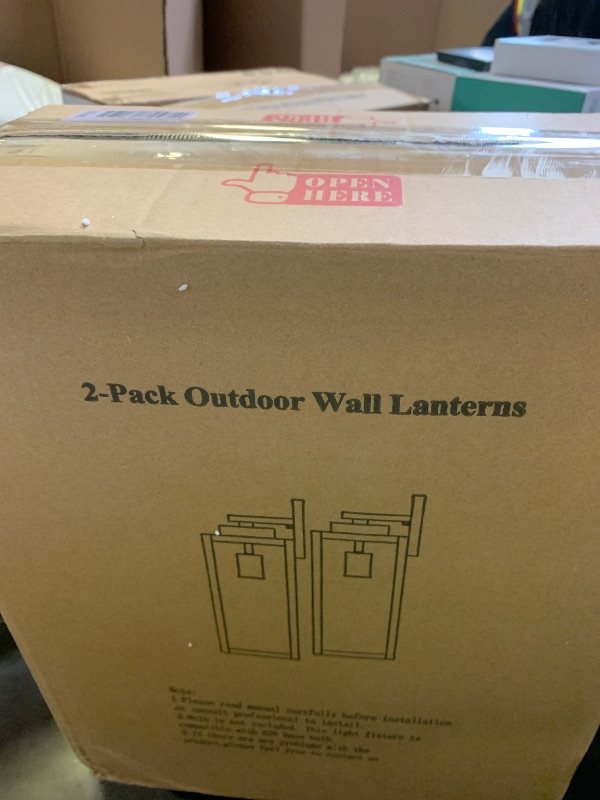 OPEN
HERE
2-Pack Outdoor Wall Lanterns
Note:
1.Please read manual carefully before installation
or consult professional to install.
2.Bulb is not included. This light fixture is
compatible with E26 base bulb.
3.If there are any problems with the
product,please feel free to contact us